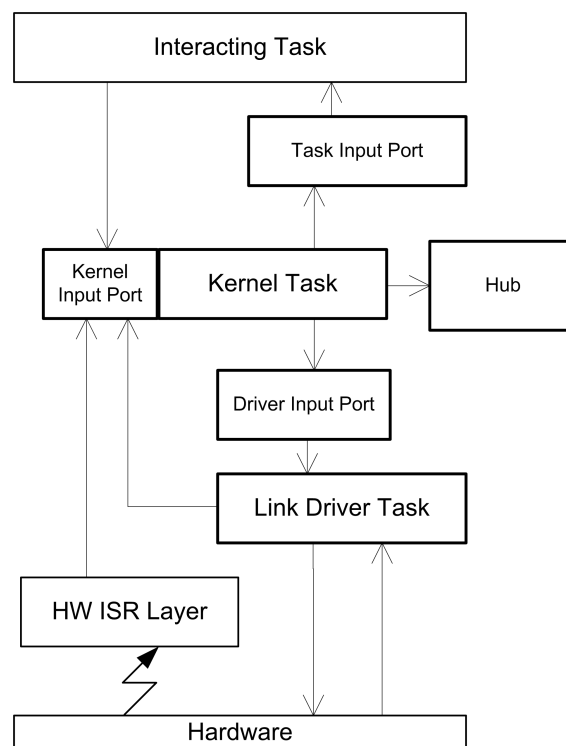 Interacting Task
Task Input Port
Kernel
Input Port
Kernel Task
Hub
Driver Input Port
Link Driver Task
HW ISR Layer
Hardware